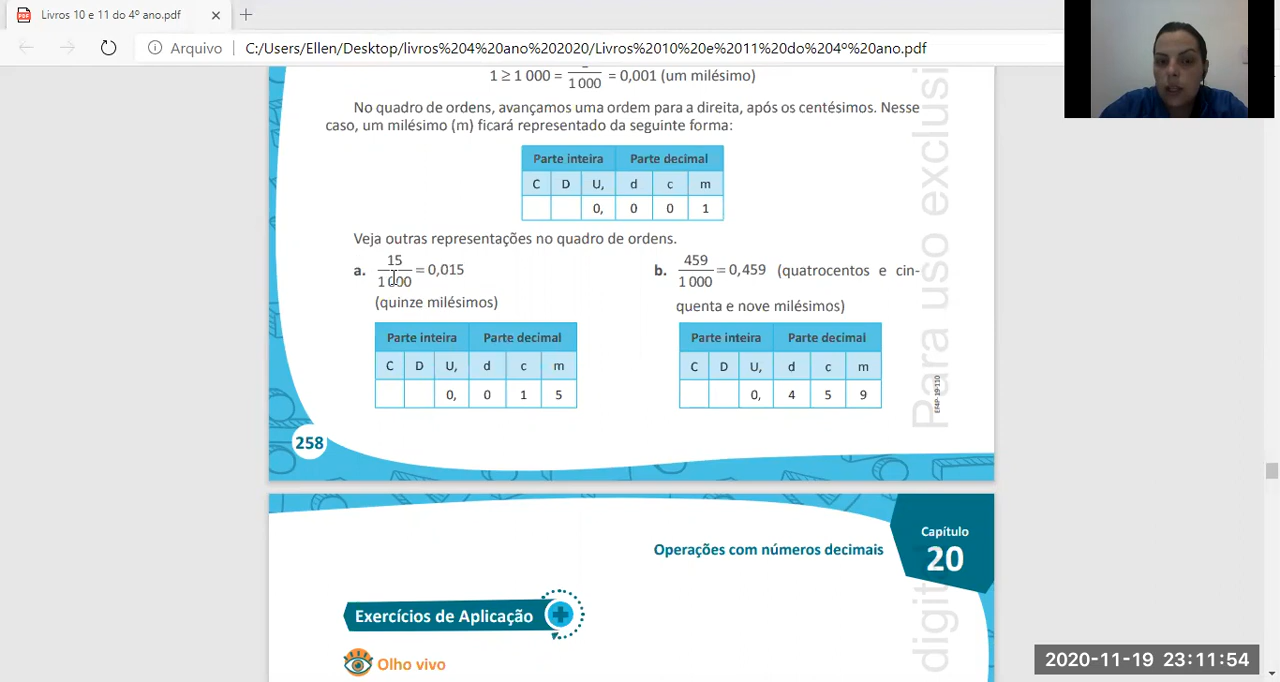 Livros 10 e 11 do 4º ano.pdf
Arquivo
C:/Users/Ellen/Desktop/livros%204%20ano%202020/Livros%2010%20e%2011%20do%204º%20ano.pdf
1 ≥ 1 000 = 1 000 = 0,001 (um milésimo)
No quadro de ordens, avançamos uma ordem para a direita, após os centésimos. Nesse
caso, um milésimo (m) ficará representado da seguinte forma:
Parte inteira Parte decimal
C D U, d c m
0, 0 0 1
Veja outras representações no quadro de ordens.
a. 15/1 000 = 0,015
(quinze milésimos)
Parte inteira Parte decimal
C D U, d c m
0, 0 1 5
b. 459/1 000 = 0,459 (quatrocentos e cin-
quenta e nove milésimos)
Parte inteira Parte decimal
C D U, d c m
0, 4 5 9
EF4P-19-110
Para uso exclusi
258
Capítulo
20
Operações com números decimais
Exercícios de Aplicação
Olho vivo
digit
2020-11-19 23:11:54